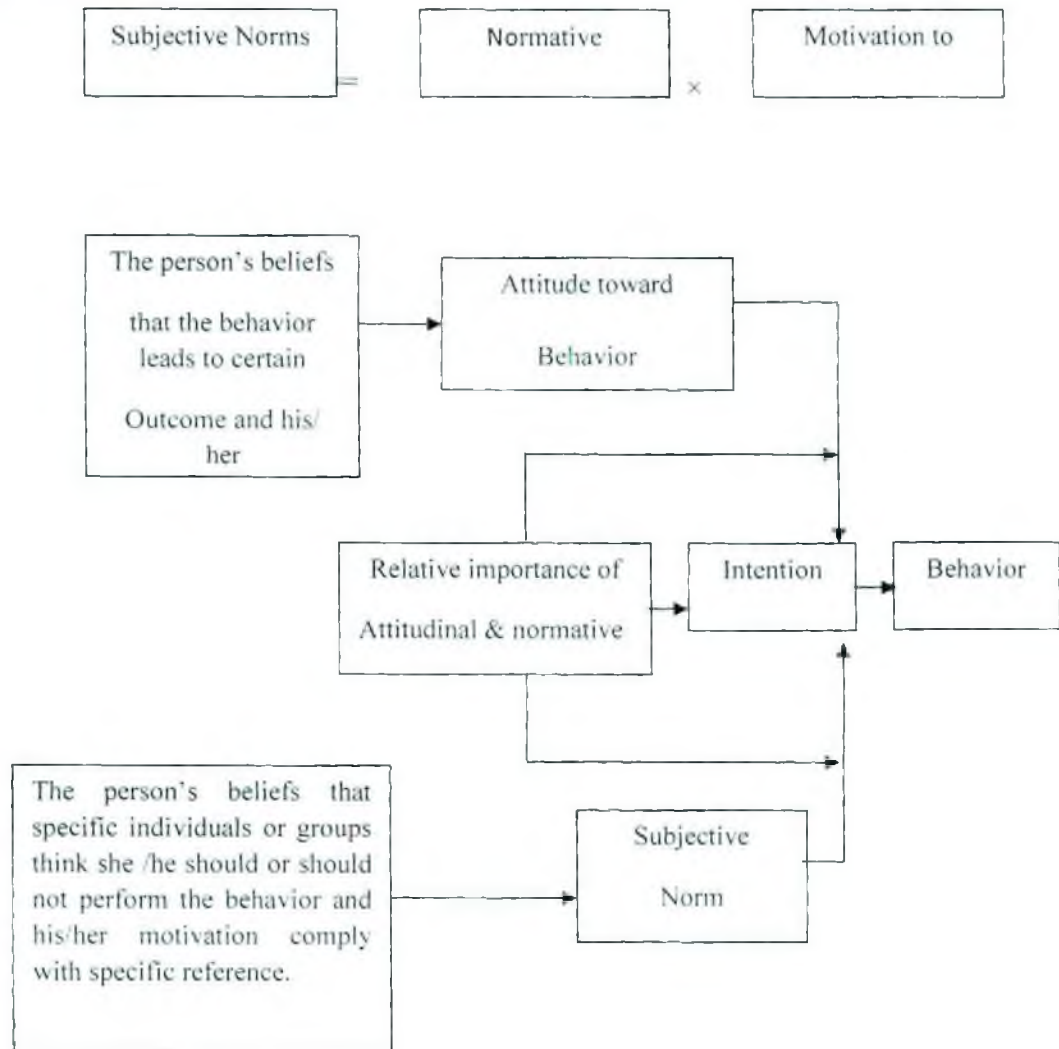 Subjective Norms
=
Normative
×
Motivation to
The person's beliefs
that the behavior
leads to certain
Outcome and his/
her
Attitude toward
Behavior
Relative importance of
Attitudinal & normative
Intention
Behavior
The person's beliefs that
specific individuals or groups
think she /he should or should
not perform the behavior and
his/her motivation comply
with specific reference.
Subjective
Norm